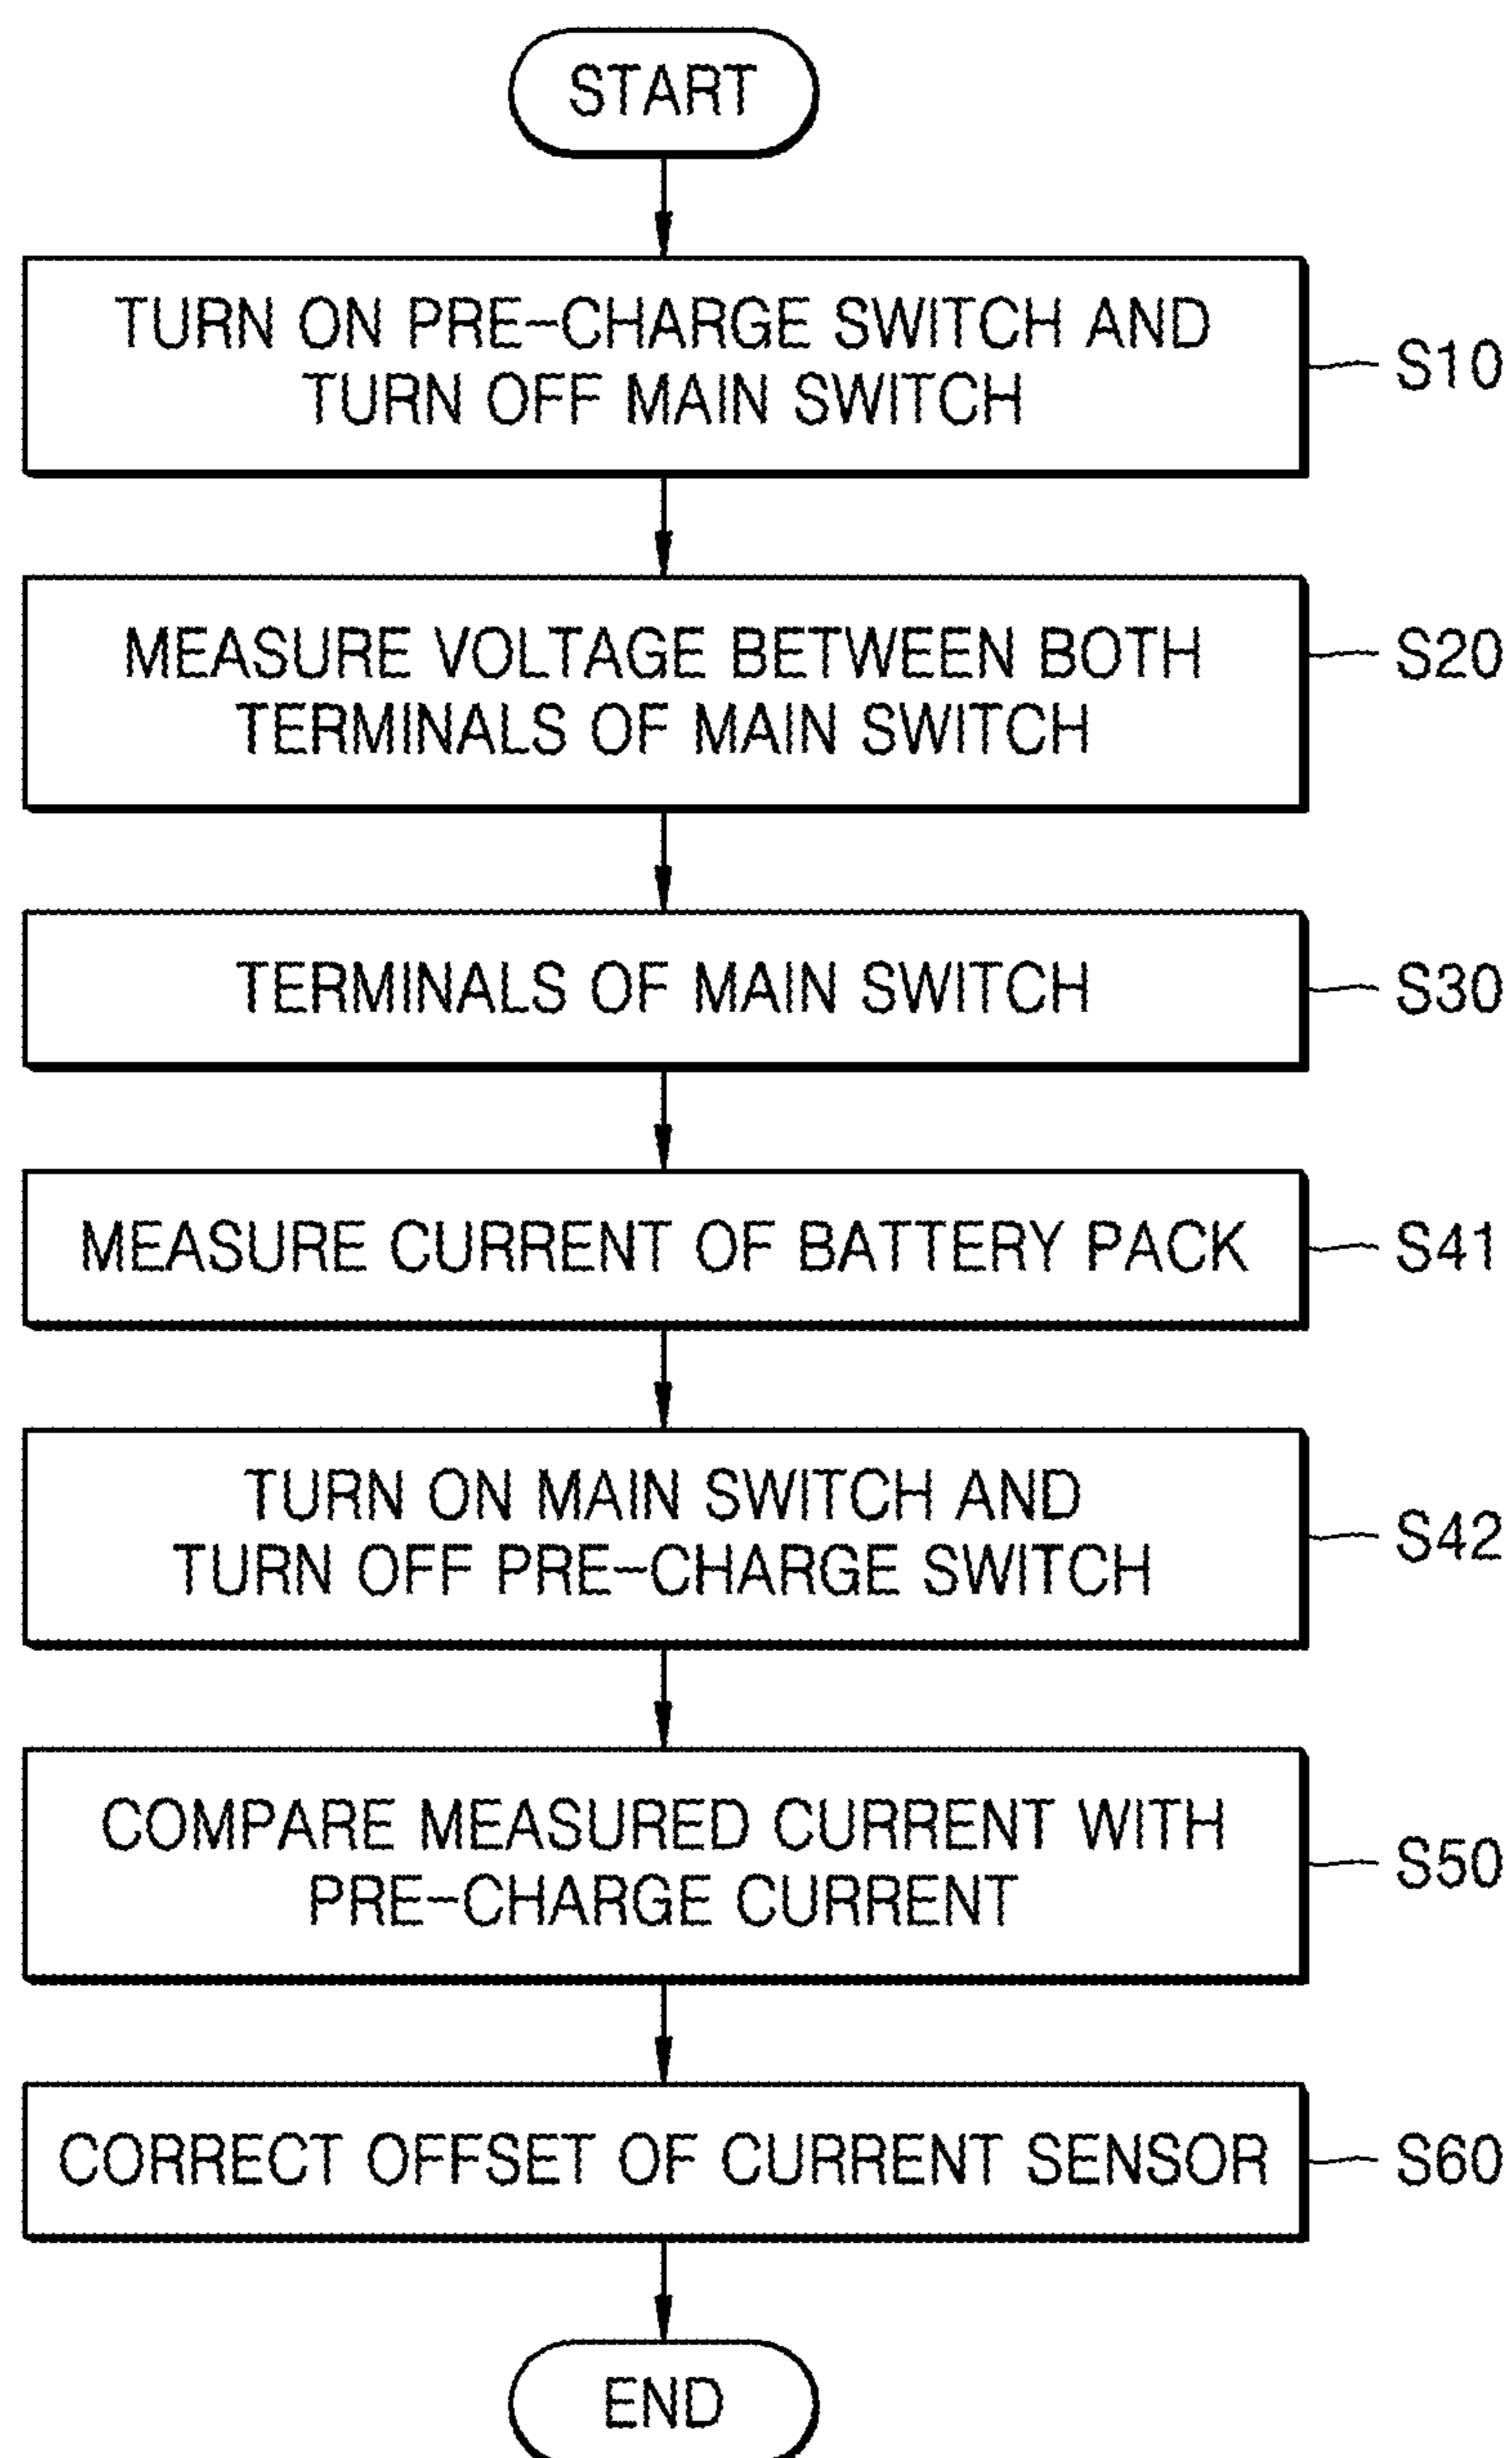 START
TURN ON PRE-CHARGE SWITCH AND
TURN OFF MAIN SWITCH
S10
MEASURE VOLTAGE BETWEEN BOTH
TERMINALS OF MAIN SWITCH
S20
TERMINALS OF MAIN SWITCH
S30
MEASURE CURRENT OF BATTERY PACK
S41
TURN ON MAIN SWITCH AND
TURN OFF PRE-CHARGE SWITCH
S42
COMPARE MEASURED CURRENT WITH
PRE-CHARGE CURRENT
S50
CORRECT OFFSET OF CURRENT SENSOR
S60
END